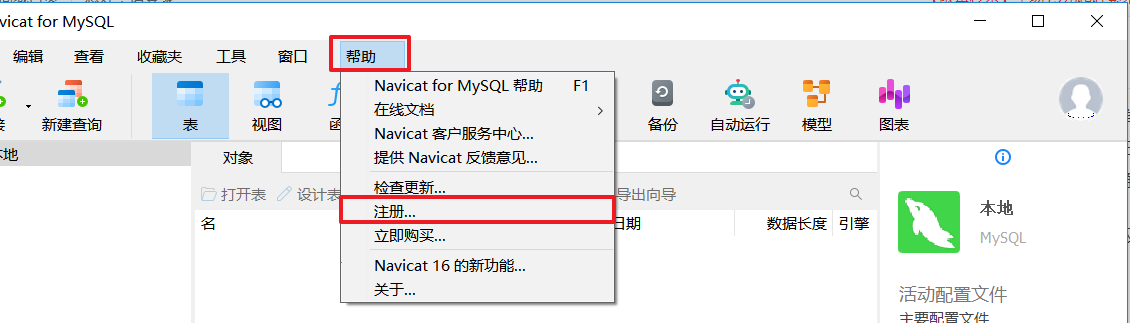 vicat for MySQL
编辑 查看 收藏夹 工具 窗口 帮助
新建查询 表 视图 备份 自动运行 模型 图表
Navicat for MySQL 帮助 F1
在线文档
Navicat 客户服务中心...
提供 Navicat 反馈意见...
检查更新...
注册...
立即购买...
Navicat 16 的新功能...
关于...
本地
对象
打开表 设计表 导出向导
名 日期 数据长度 引擎
本地
MySQL
活动配置文件
主要配置文件